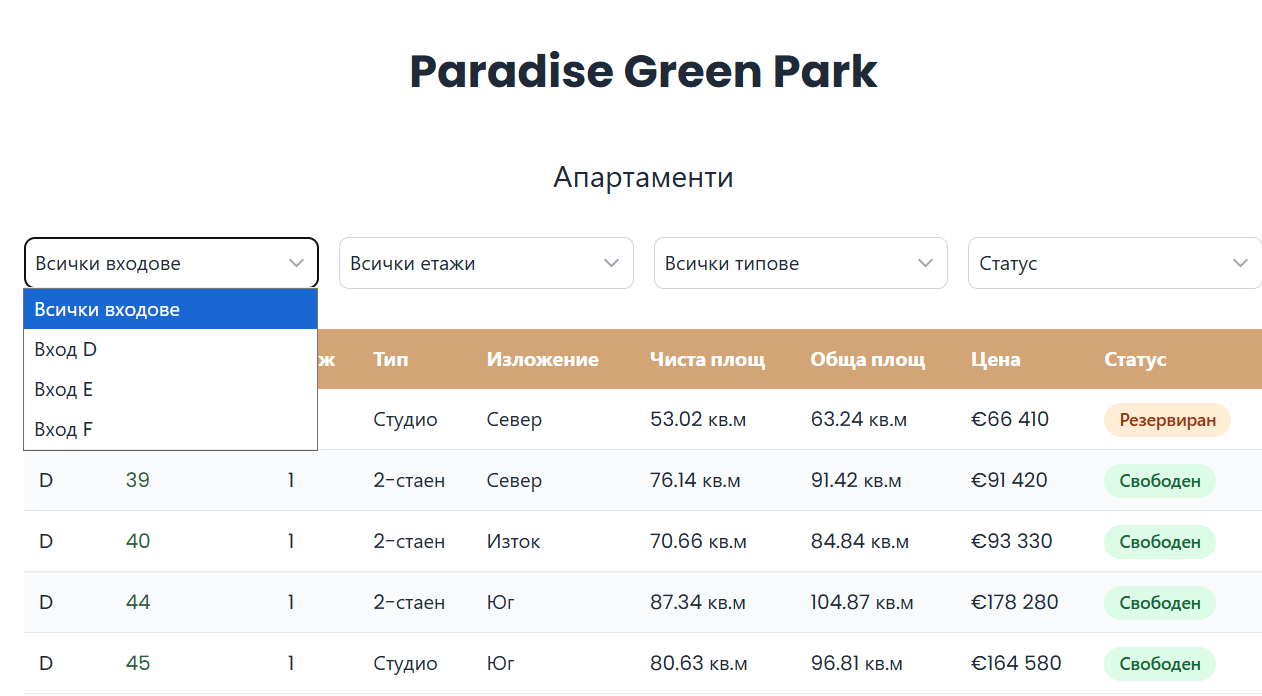 Paradise Green Park
Апартаменти
Всички входове Всички етажи Всички типове Статус
Всички входове
Вход D
Вход E
Вход F
ж Тип Изложение Чиста площ Обща площ Цена Статус
Студио Север 53.02 кв.м 63.24 кв.м €66 410 Резервиран
D 39 1 2-стаен Север 76.14 кв.м 91.42 кв.м €91 420 Свободен
D 40 1 2-стаен Изток 70.66 кв.м 84.84 кв.м €93 330 Свободен
D 44 1 2-стаен Юг 87.34 кв.м 104.87 кв.м €178 280 Свободен
D 45 1 Студио Юг 80.63 кв.м 96.81 кв.м €164 580 Свободен